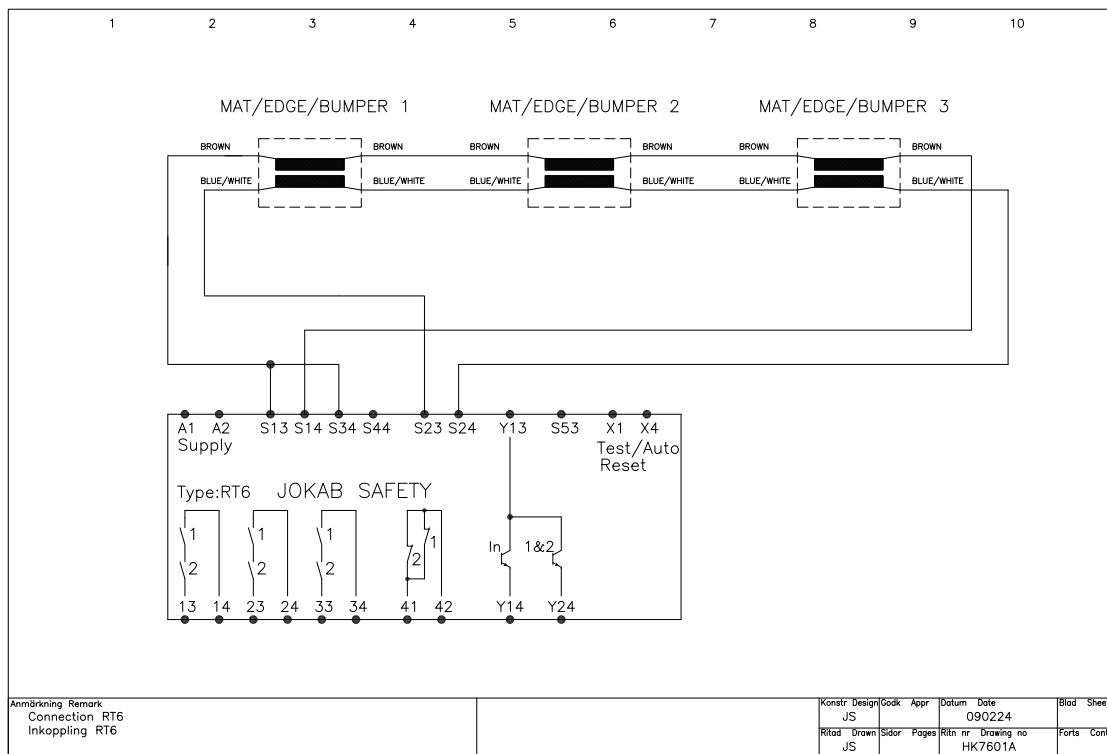 1 2 3 4 5 6 7 8 9 10
MAT/EDGE/BUMPER 1 MAT/EDGE/BUMPER 2 MAT/EDGE/BUMPER 3
BROWN BROWN BROWN BROWN BROWN BROWN
BLUE/WHITE BLUE/WHITE BLUE/WHITE BLUE/WHITE BLUE/WHITE BLUE/WHITE
A1 A2 S13 S14 S34 S44 S23 S24 Y13 S53 X1 X4
Supply Test/Auto
Reset
Type:RT6 JOKAB SAFETY
1 1 1 1
In 1&2
2 2 2 2
13 14 23 24 33 34 41 42 Y14 Y24
Anmärkning Remark Konstr Design Godk Appr Datum Date Blad Sheet
Connection RT6 JS 090224
Inkoppling RT6 Ritad Drawn Sidor Pages Ritn nr Drawing no Forts Cont
JS HK7601A